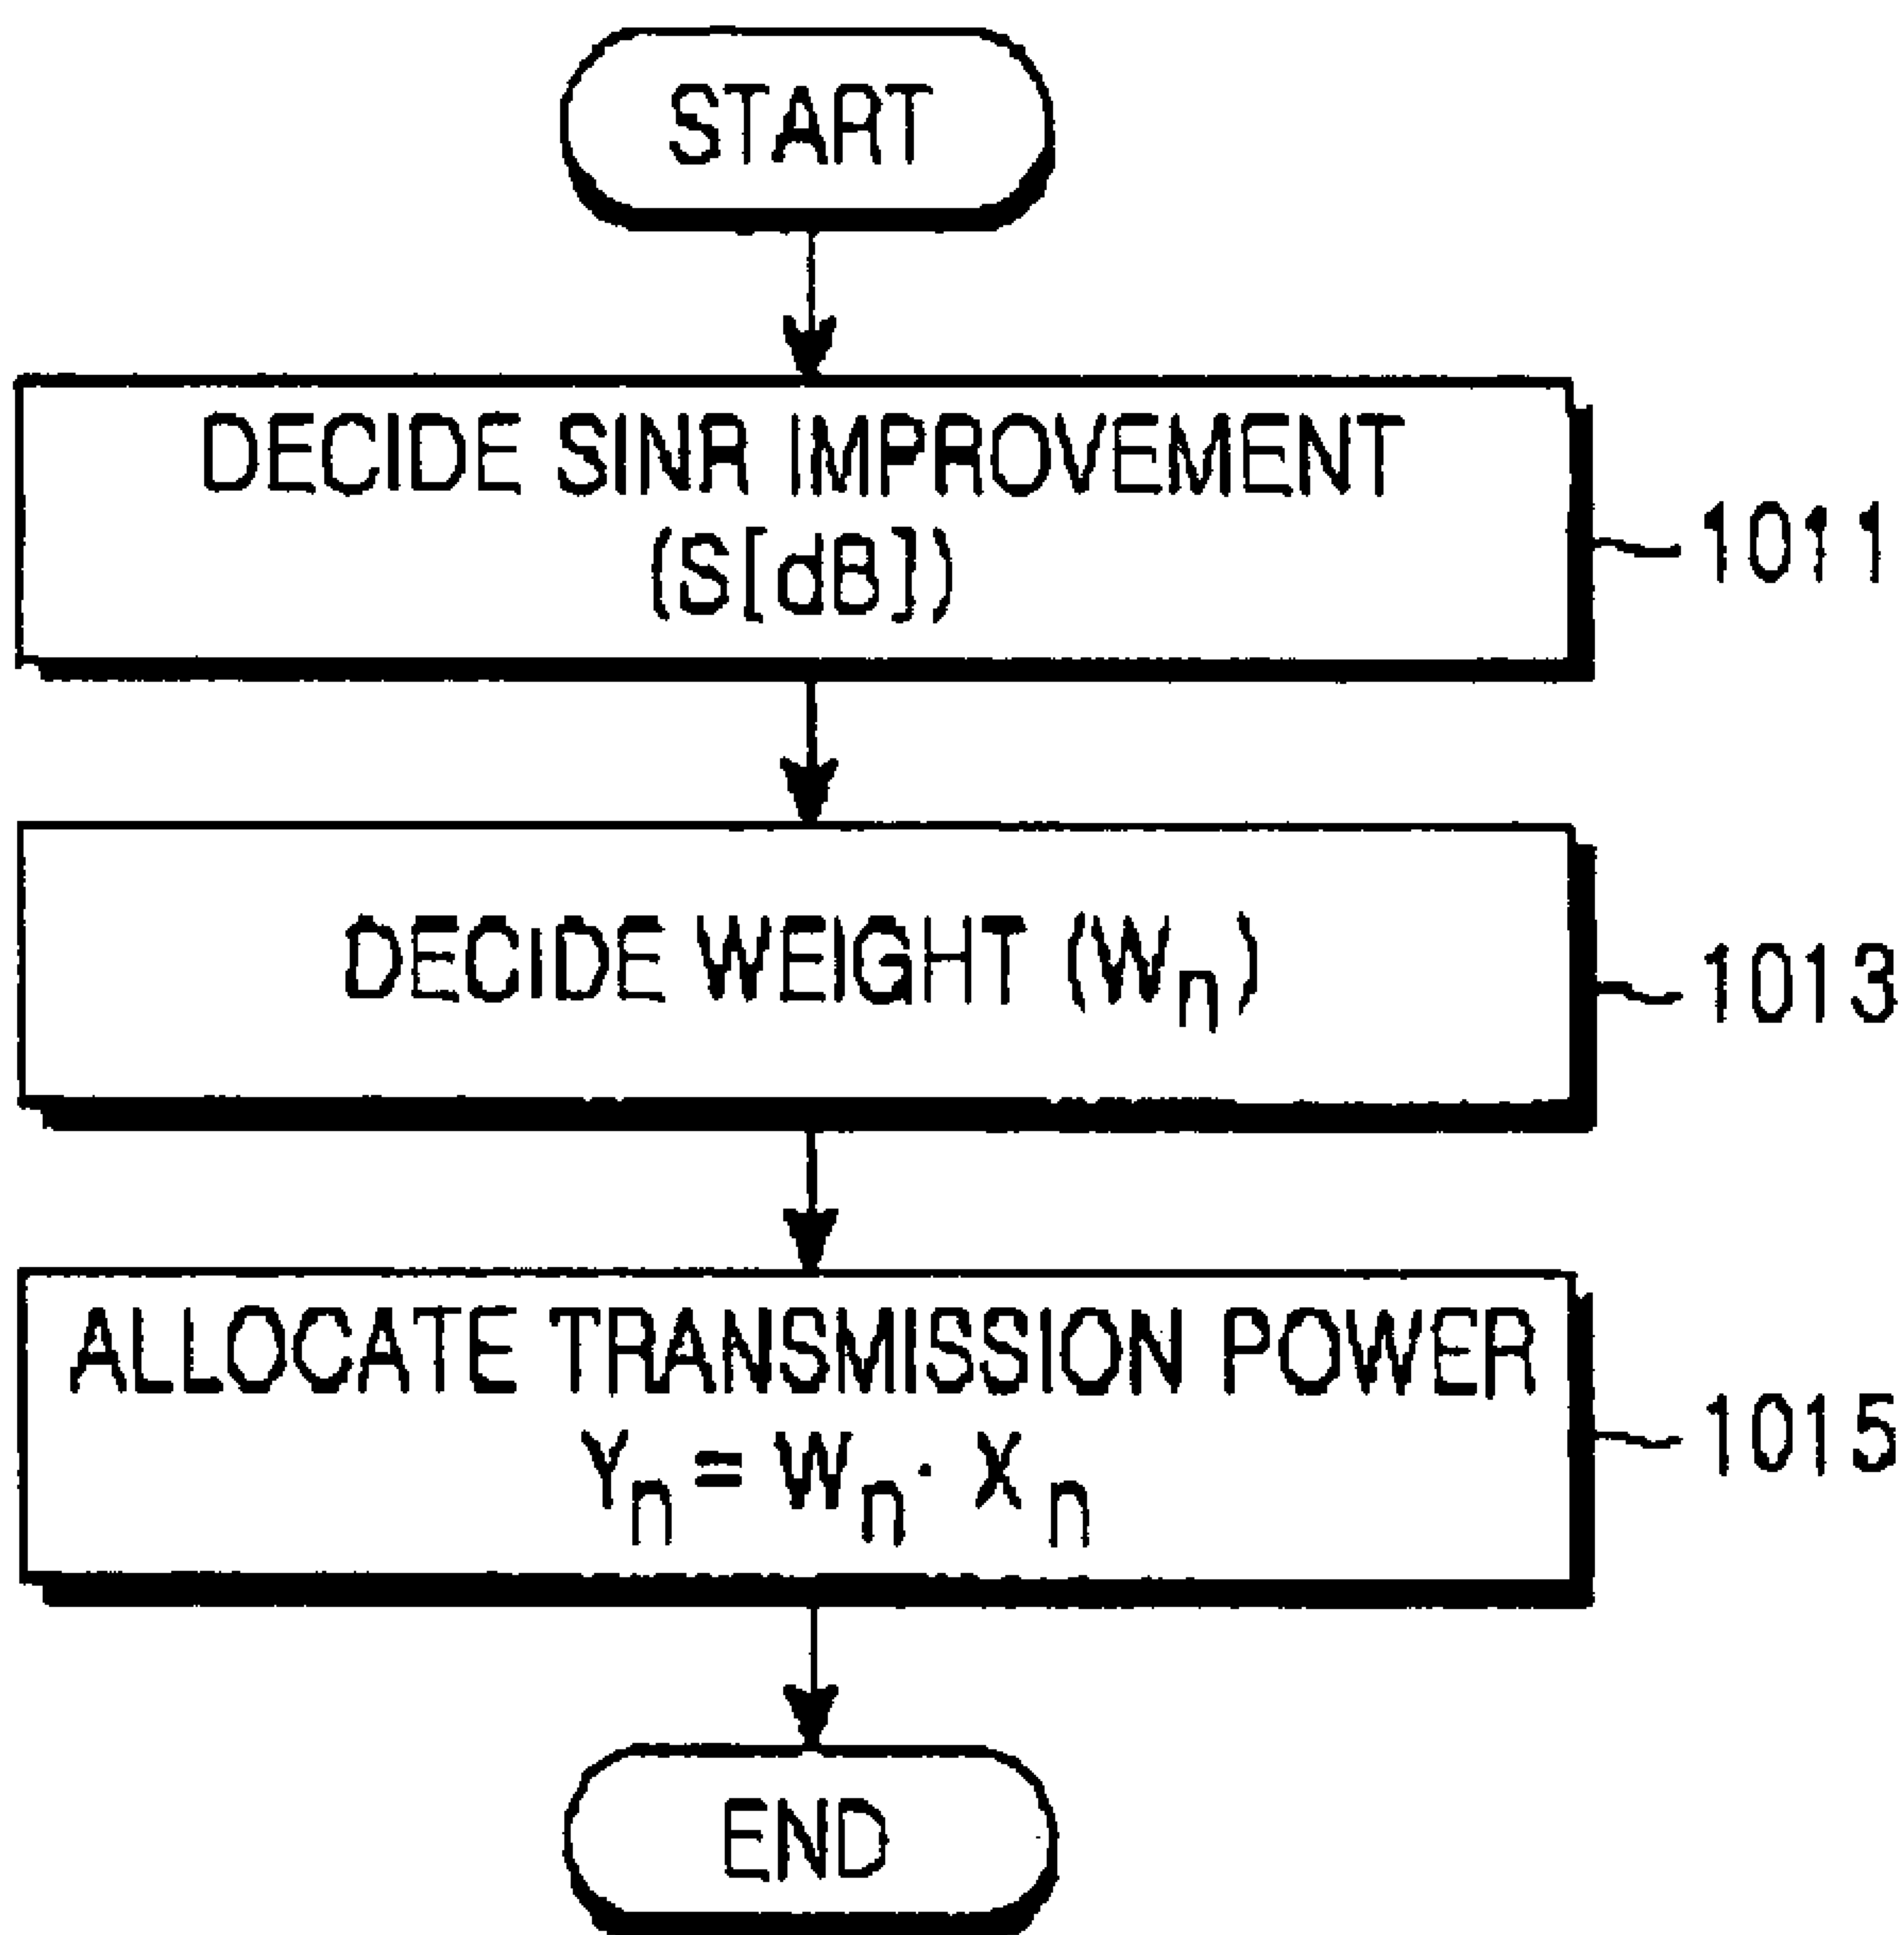 START
DECIDE SINR IMPROVEMENT
(S[dB])
1011
DECIDE WEIGHT (Wn)
1013
ALLOCATE TRANSMISSION POWER
Yn = Wn · Xn
1015
END